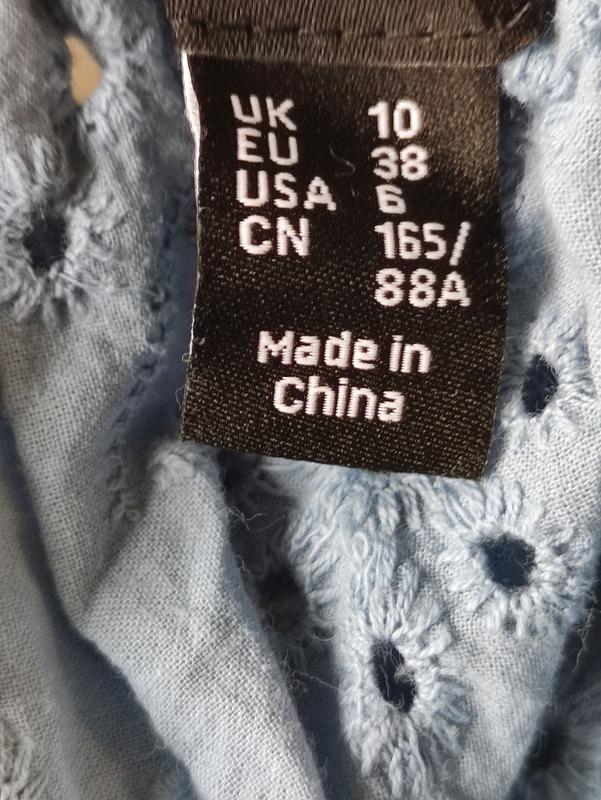 UK 10
EU 38
USA 6
CN 165/
88A
Made in
China